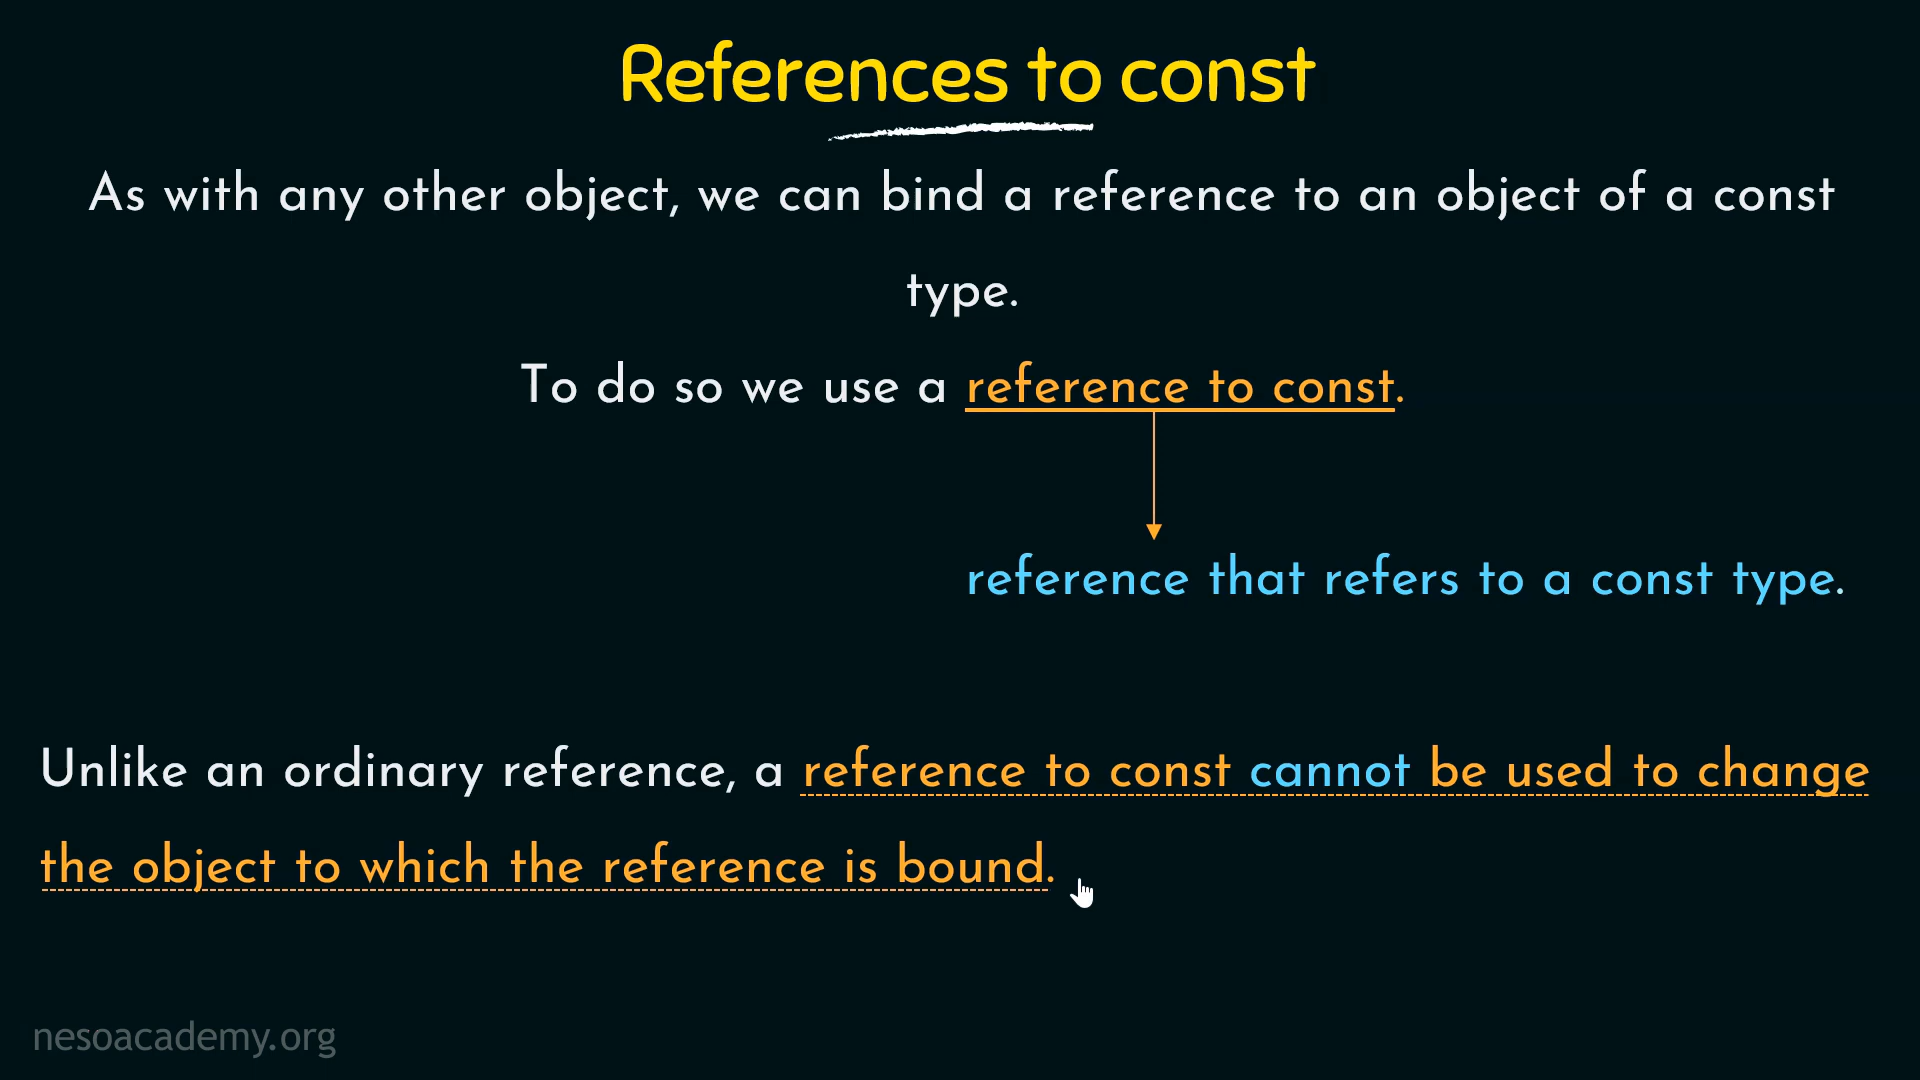 References to const
As with any other object, we can bind a reference to an object of a const
type.
To do so we use a reference to const.
reference that refers to a const type.
Unlike an ordinary reference, a reference to const cannot be used to change
the object to which the reference is bound.
nesoacademy.org